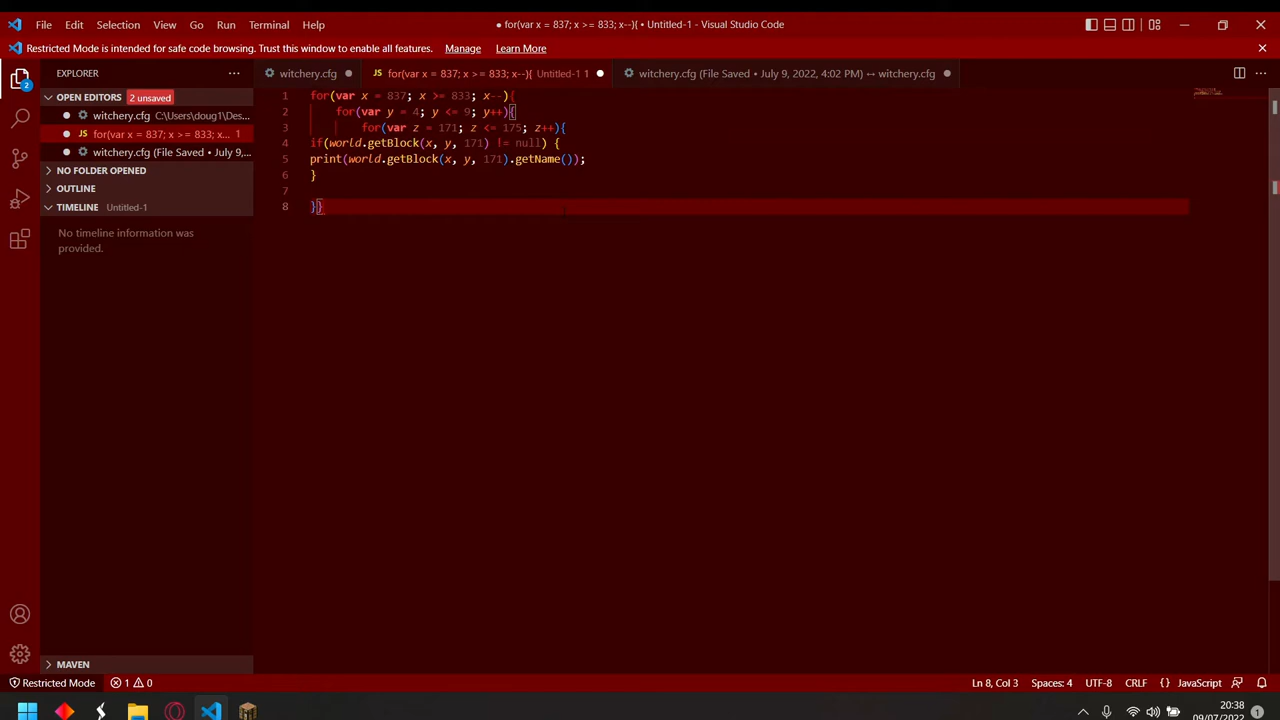 File Edit Selection View Go Run Terminal Help
for(var x = 837; x >= 833; x--){ • Untitled-1 - Visual Studio Code
Restricted Mode is intended for safe code browsing. Trust this window to enable all features. Manage Learn More
EXPLORER
witchery.cfg
JS for(var x = 837; x >= 833; x--){ Untitled-1 1
witchery.cfg (File Saved • July 9, 2022, 4:02 PM) ↔ witchery.cfg
2
OPEN EDITORS 2 unsaved
witchery.cfg C:\Users\doug1\Des...
JS for(var x = 837; x >= 833; x... 1
witchery.cfg (File Saved • July 9,...
NO FOLDER OPENED
OUTLINE
TIMELINE Untitled-1
No timeline information was
provided.
1 for(var x = 837; x >= 833; x--){
2 for(var y = 4; y <= 9; y++){
3 for(var z = 171; z <= 175; z++){
4 if(world.getBlock(x, y, 171) != null) {
5 print(world.getBlock(x, y, 171).getName());
6 }
7
8 }}
MAVEN
Restricted Mode 1 0
Ln 8, Col 3 Spaces: 4 UTF-8 CRLF {} JavaScript
20:38
09/07/2022
1